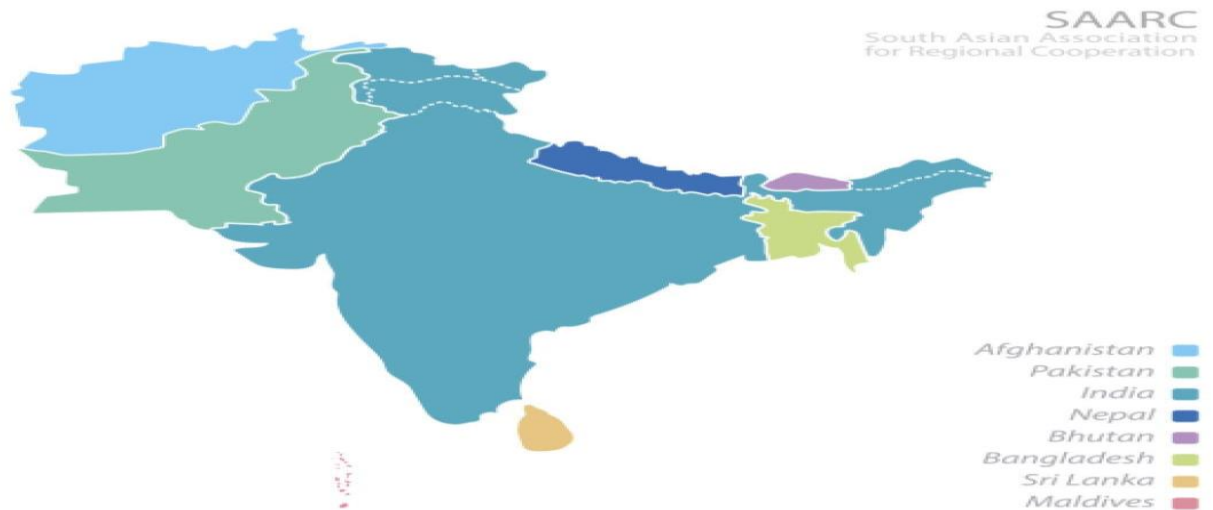 SAARC
South Asian Association
for Regional Cooperation
Afghanistan
Pakistan
India
Nepal
Bhutan
Bangladesh
Sri Lanka
Maldives